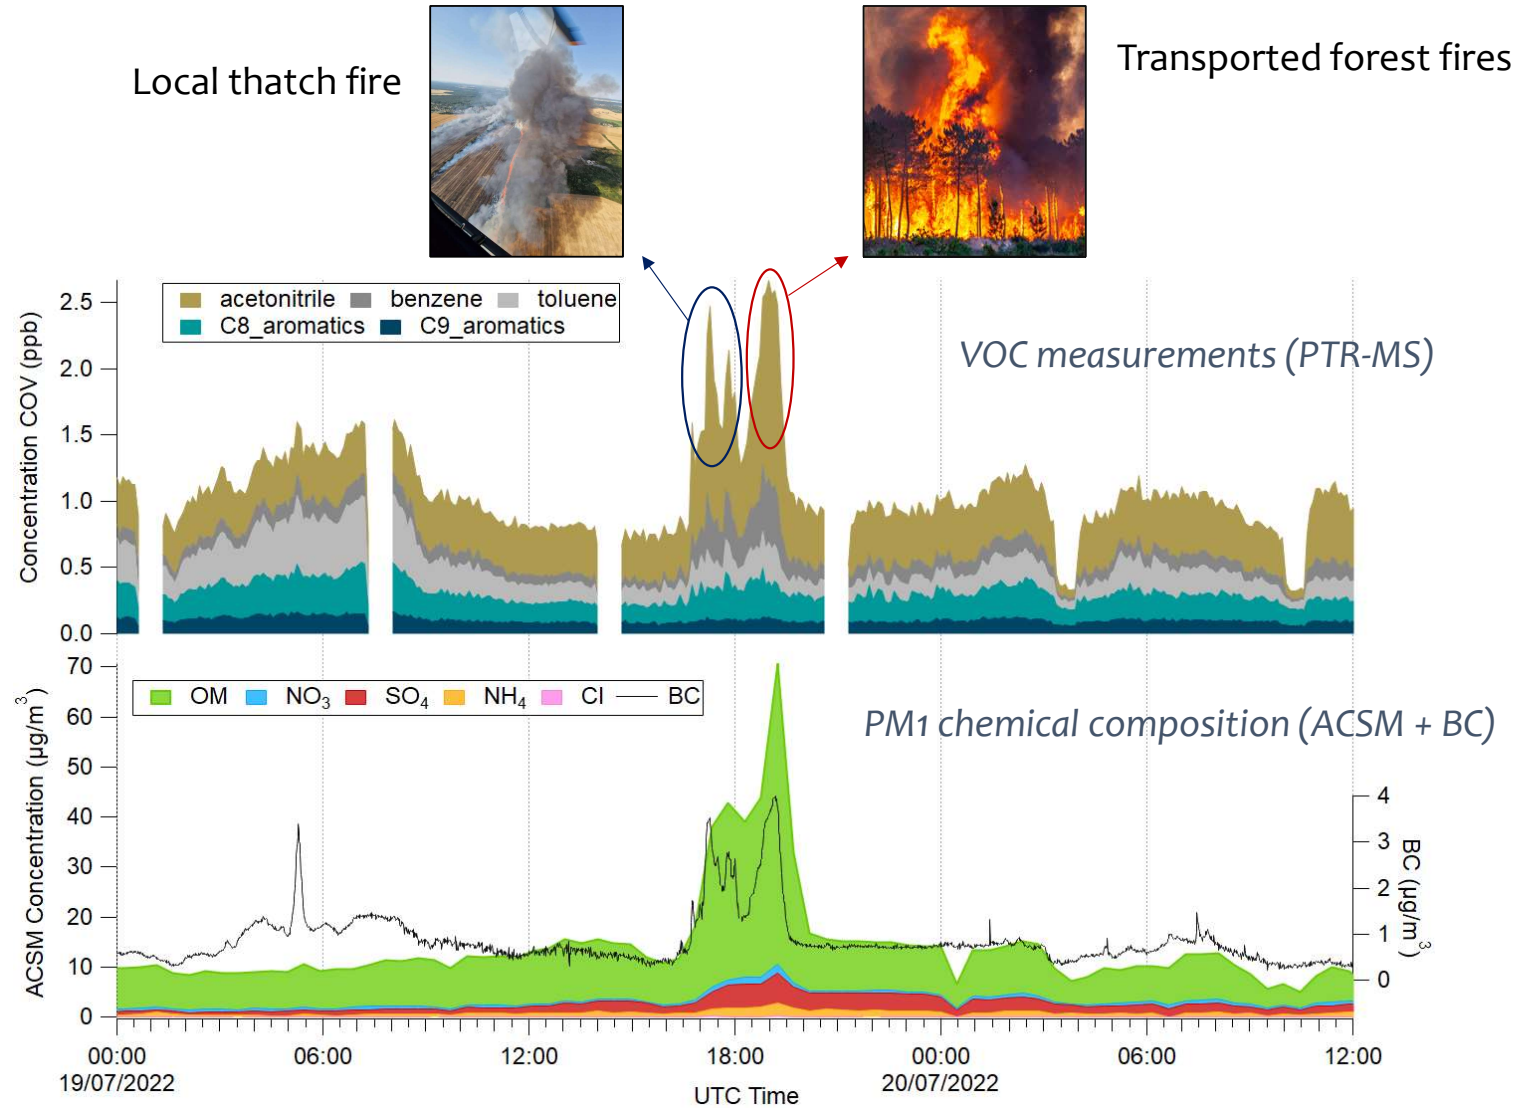 Local thatch fire
Transported forest fires
acetonitrile benzene toluene
C8_aromatics C9_aromatics
VOC measurements (PTR-MS)
Concentration COV (ppb)
2.5
2.0
1.5
1.0
0.5
0.0
OM NO₃ SO₄ NH₄ Cl BC
PM1 chemical composition (ACSM + BC)
ACSM Concentration (µg/m³)
70
60
50
40
30
20
10
0
4
3
2
1
0
BC (µg/m³)
00:00 06:00 12:00 18:00 00:00 06:00 12:00
19/07/2022 20/07/2022
UTC Time